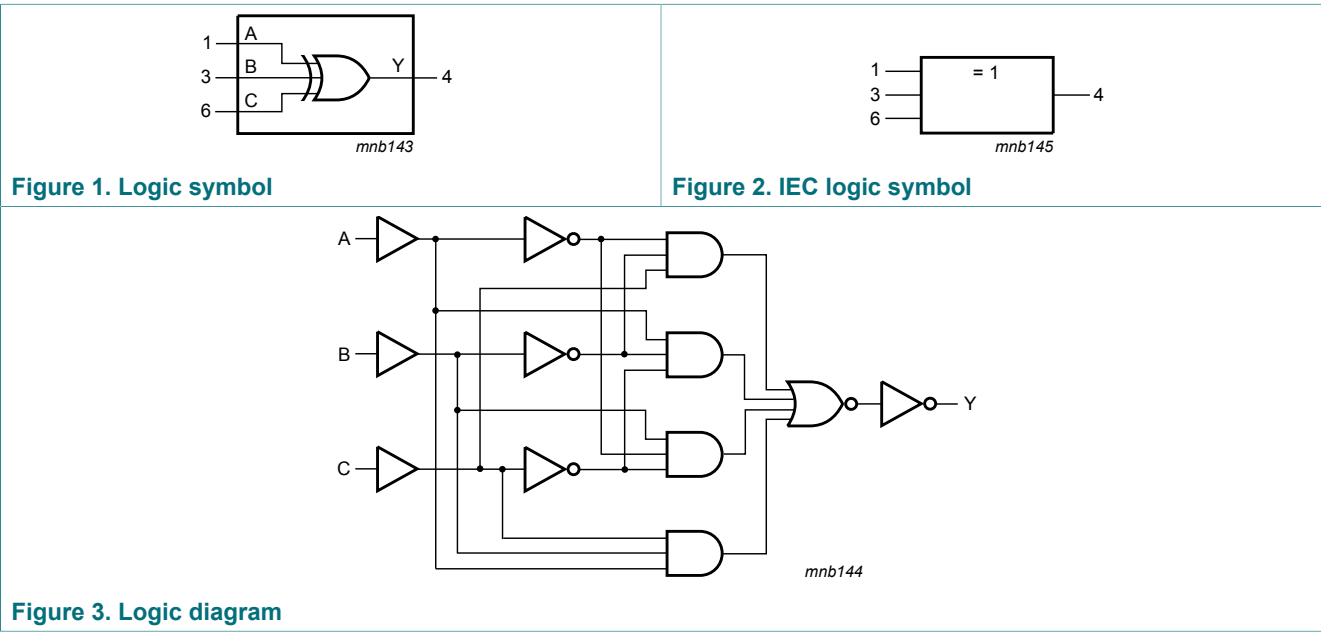 A
1
B
Y
3
4
C
6
mnb143
Figure 1. Logic symbol
1
= 1
3
4
6
mnb145
Figure 2. IEC logic symbol
A
B
Y
C
mnb144
Figure 3. Logic diagram